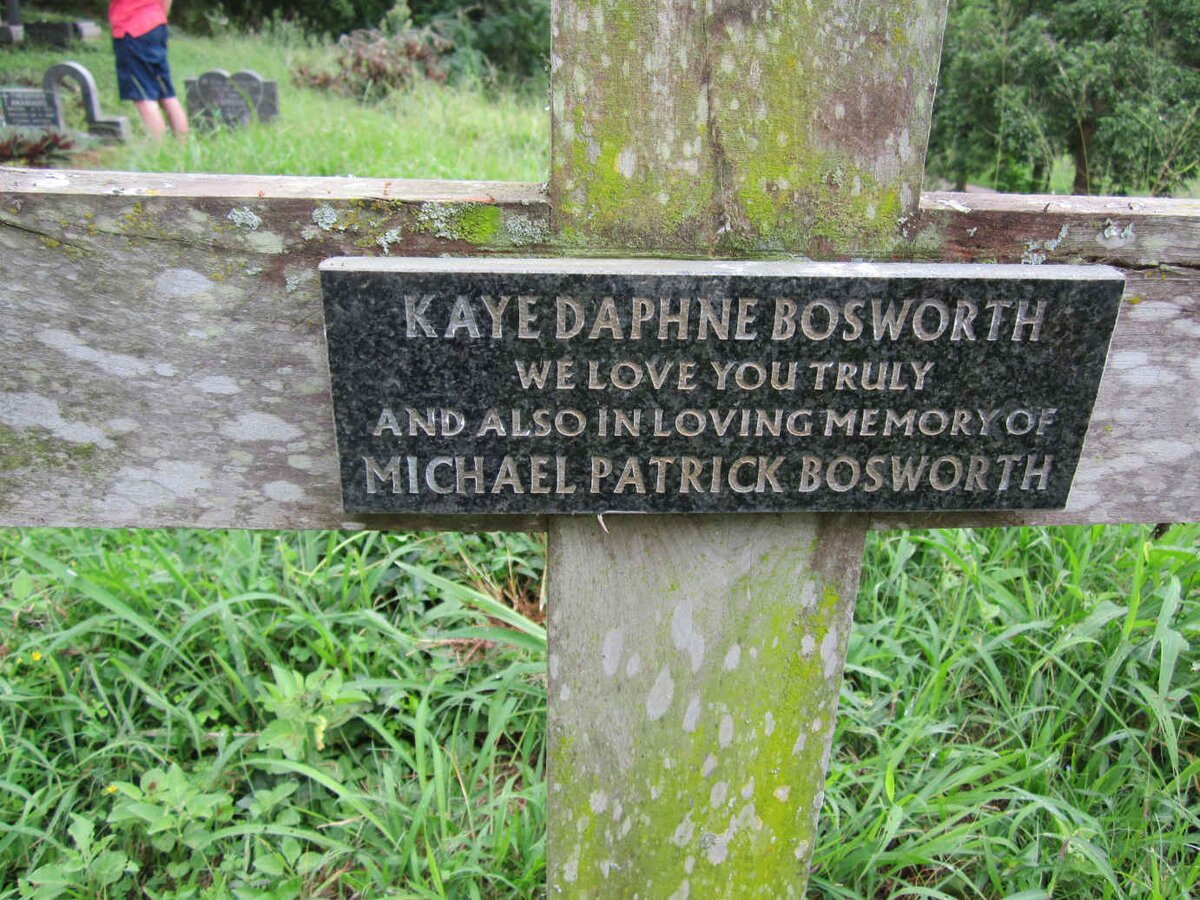 KAYE DAPHNE BOSWORTH
WE LOVE YOU TRULY
AND ALSO IN LOVING MEMORY OF
MICHAEL PATRICK BOSWORTH